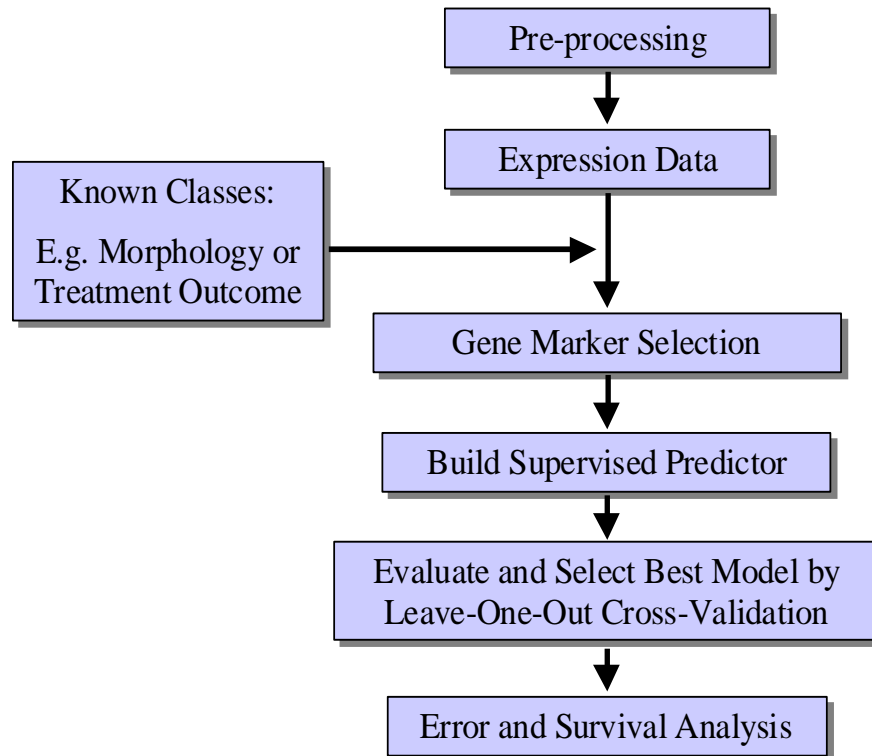 Pre-processing
Expression Data
Known Classes:
E.g. Morphology or
Treatment Outcome
Gene Marker Selection
Build Supervised Predictor
Evaluate and Select Best Model by
Leave-One-Out Cross-Validation
Error and Survival Analysis